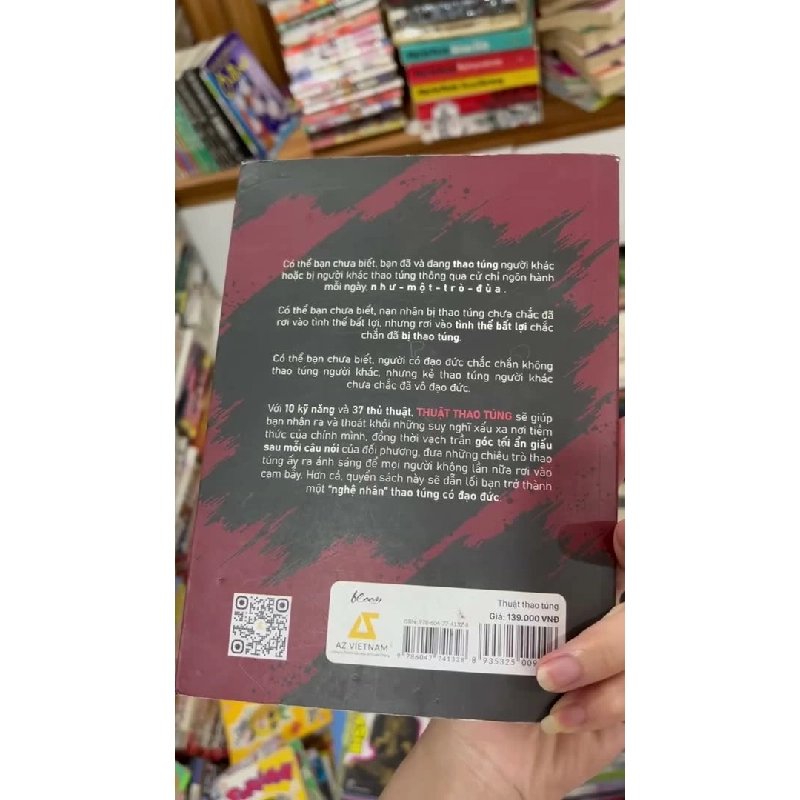 Có thể bạn chưa biết, bạn đã và đang thao túng người khác
hoặc bị người khác thao túng thông qua cử chỉ ngôn hành
mỗi ngày, như-một-trò-đùa.
Có thể bạn chưa biết, nạn nhân bị thao túng chưa chắc đã
rơi vào tình thế bất lợi, nhưng rơi vào tình thế bất lợi chắc
chắn đã bị thao túng.
Có thể bạn chưa biết, người có đạo đức chắc chắn không
thao túng người khác, nhưng kẻ thao túng người khác
chưa chắc đã vô đạo đức.
Với 10 kỹ năng và 37 thủ thuật, THUẬT THAO TÚNG sẽ giúp
bạn nhận ra và thoát khỏi những suy nghĩ xấu xa nơi tiềm
thức của chính mình, đồng thời vạch trần góc tối ẩn giấu
sau mỗi câu nói của đối phương, đưa những chiêu trò thao
túng ấy ra ánh sáng để mọi người không lần nữa rơi vào
cạm bẫy. Hơn cả, quyển sách này sẽ dẫn lối bạn trở thành
một "nghệ nhân" thao túng có đạo đức.
AZ VIETNAM
9 786047 741328
8 935325 009
Thuật thao túng
Giá: 139.000 VNĐ